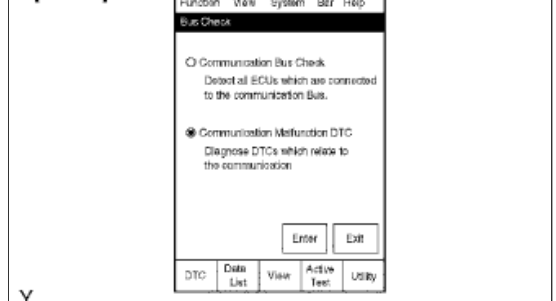 Function View System Bar Help
Bus Check
Communication Bus Check
Detect all ECUs which are connected
to the communication Bus.
Communication Malfunction DTC
Diagnose DTCs which relate to
the communication
Enter Exit
DTC Data List View Active Test Utility
Y